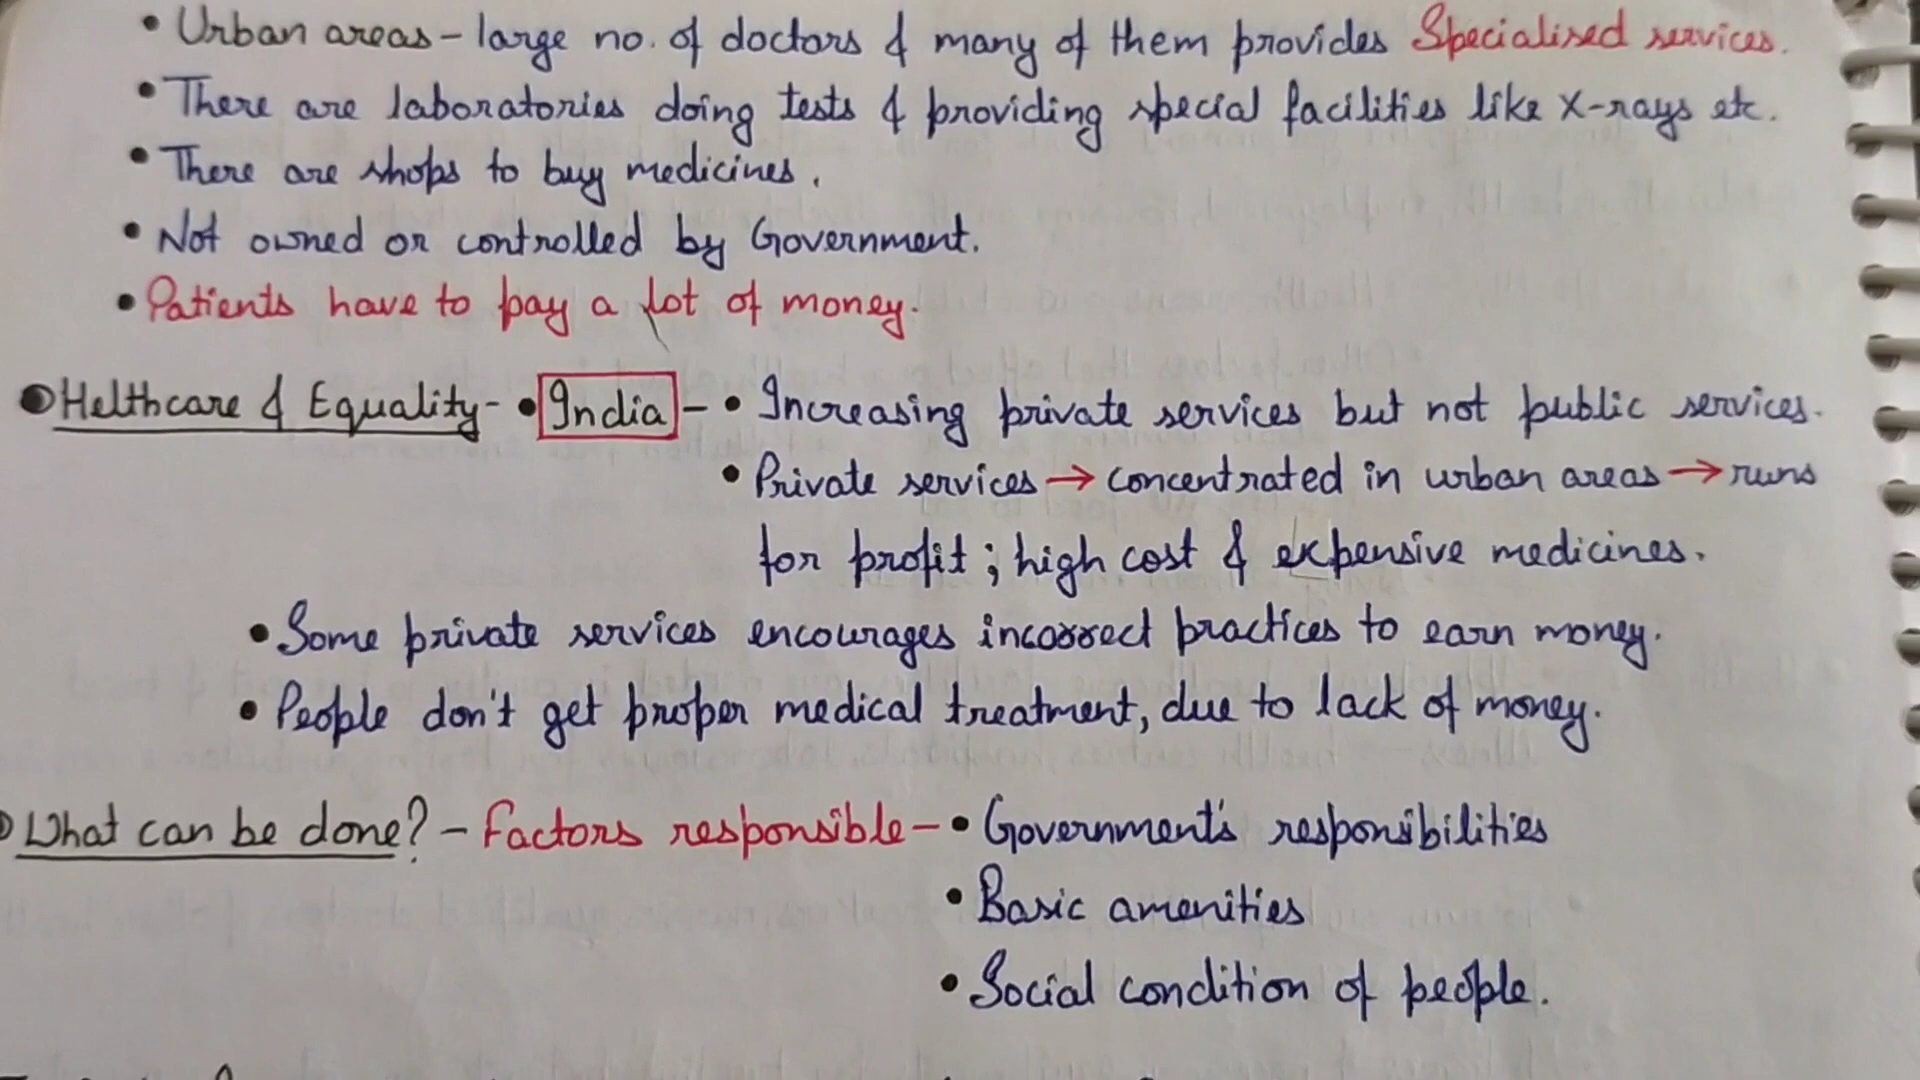 • Urban areas - large no. of doctors & many of them provides Specialised services.
• There are laboratories doing tests & providing special facilities like X-rays etc.
• There are shops to buy medicines.
• Not owned or controlled by Government.
• Patients have to pay a lot of money.
• Helthcare & Equality - • India - • Increasing private services but not public services.
• Private services → concentrated in urban areas → runs
for profit ; high cost & expensive medicines.
• Some private services encourages incorrect practices to earn money.
• People don't get proper medical treatment, due to lack of money.
What can be done? - Factors responsible - • Government's responsibilities
• Basic amenities
• Social condition of people.